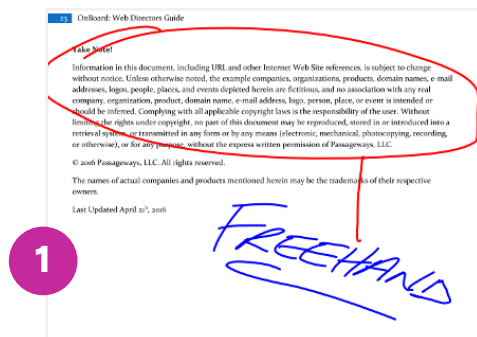 23 OnBoard: Web Directors Guide
Take Note!
Information in this document, including URL and other Internet Web Site references, is subject to change
without notice. Unless otherwise noted, the example companies, organizations, products, domain names, e-mail
addresses, logos, people, places, and events depicted herein are fictitious, and no association with any real
company, organization, product, domain name, e-mail address, logo, person, place, or event is intended or
should be inferred. Complying with all applicable copyright laws is the responsibility of the user. Without
limiting the rights under copyright, no part of this document may be reproduced, stored in or introduced into a
retrieval system, or transmitted in any form or by any means (electronic, mechanical, photocopying, recording,
or otherwise), or for any purpose, without the express written permission of Passageways, LLC.
© 2016 Passageways, LLC. All rights reserved.
The names of actual companies and products mentioned herein may be the trademarks of their respective
owners.
Last Updated April 21ˢᵗ, 2016
FREEHAND
1